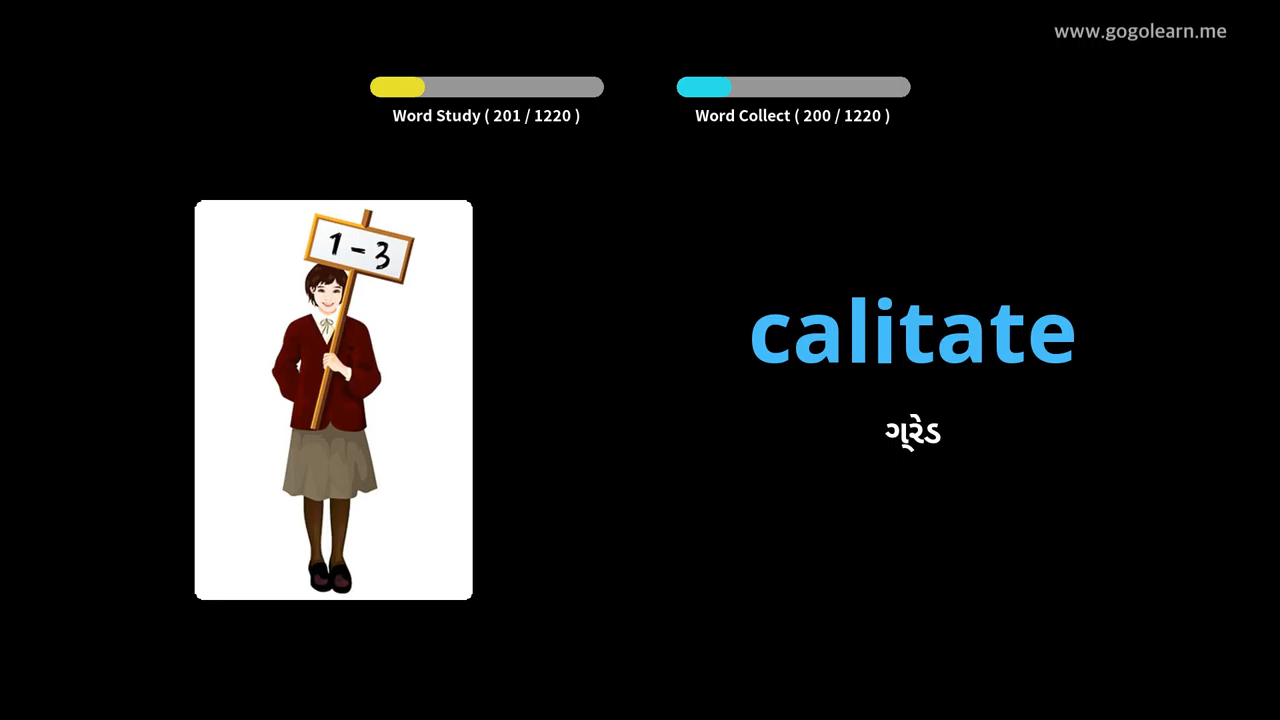 www.gogolearn.me
Word Study ( 201 / 1220 )
Word Collect ( 200 / 1220 )
1 - 3
calitate
ગ્રેડ